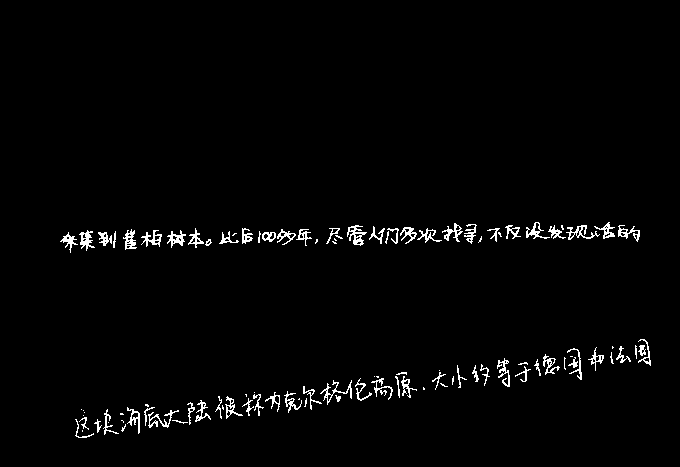 采集到崖柏树本。此后100多年,尽管人们多次找寻,不仅没发现活的
这块海底大陆被称为克尔格伦高原.大小约等于德国和法国